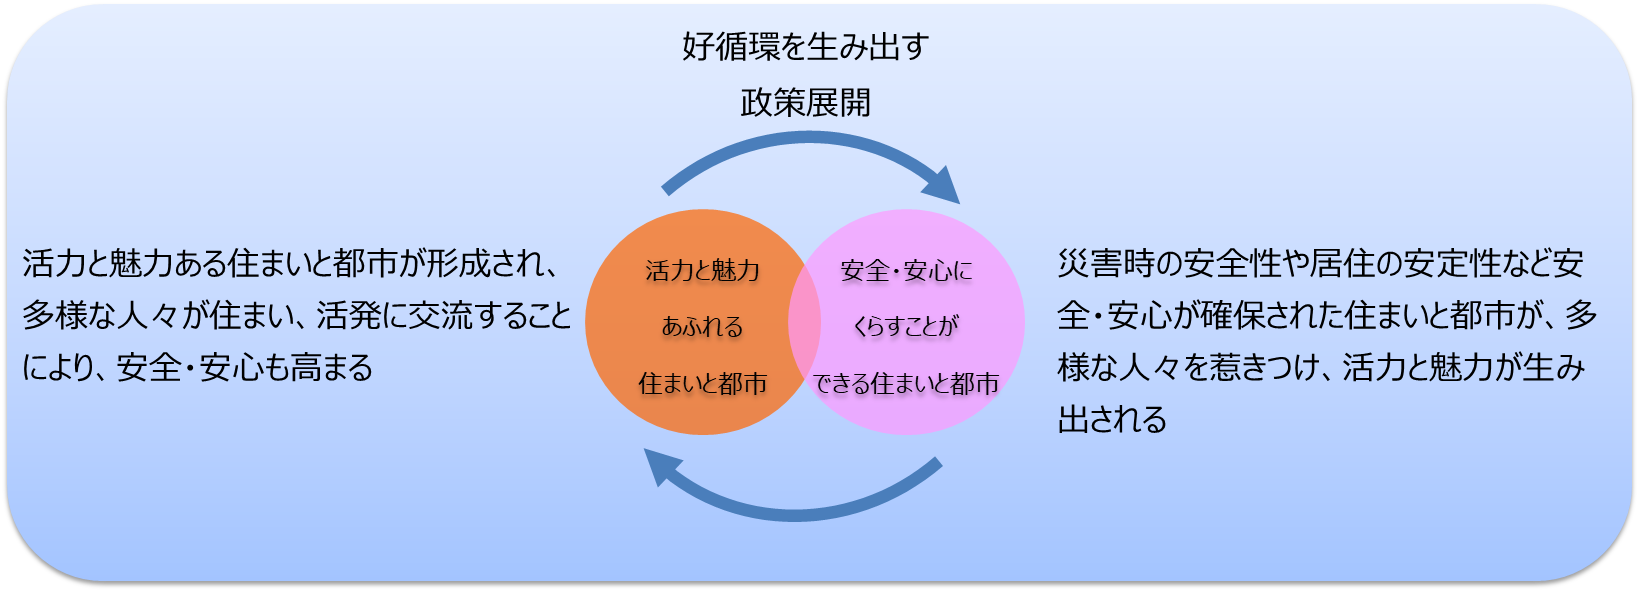 好循環を生み出す
政策展開
活力と魅力ある住まいと都市が形成され、
多様な人々が住まい、活発に交流すること
により、安全・安心も高まる
活力と魅力
あふれる
住まいと都市
安全・安心に
くらすことが
できる住まいと都市
災害時の安全性や居住の安定性など安
全・安心が確保された住まいと都市が、多
様な人々を惹きつけ、活力と魅力が生み
出される